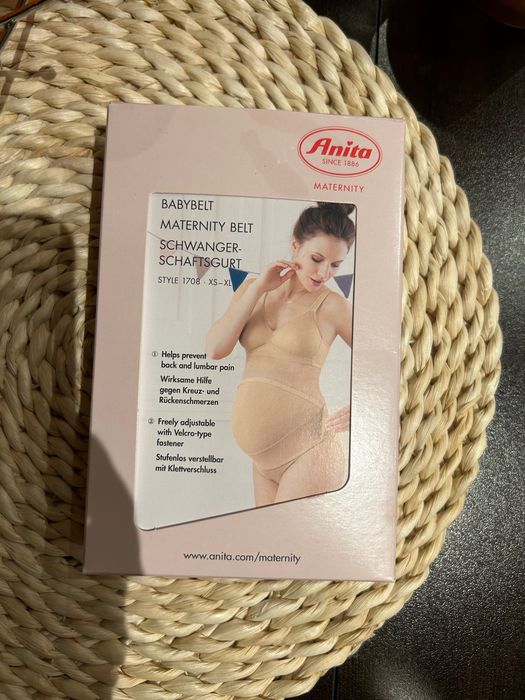 Anita
SINCE 1886
MATERNITY
BABYBELT
MATERNITY BELT
SCHWANGER-
SCHAFTSGURT
STYLE 1708 · XS–XL
① Helps prevent
back and lumbar pain
Wirksame Hilfe
gegen Kreuz- und
Rückenschmerzen
② Freely adjustable
with Velcro-type
fastener
Stufenlos verstellbar
mit Klettverschluss
www.anita.com/maternity